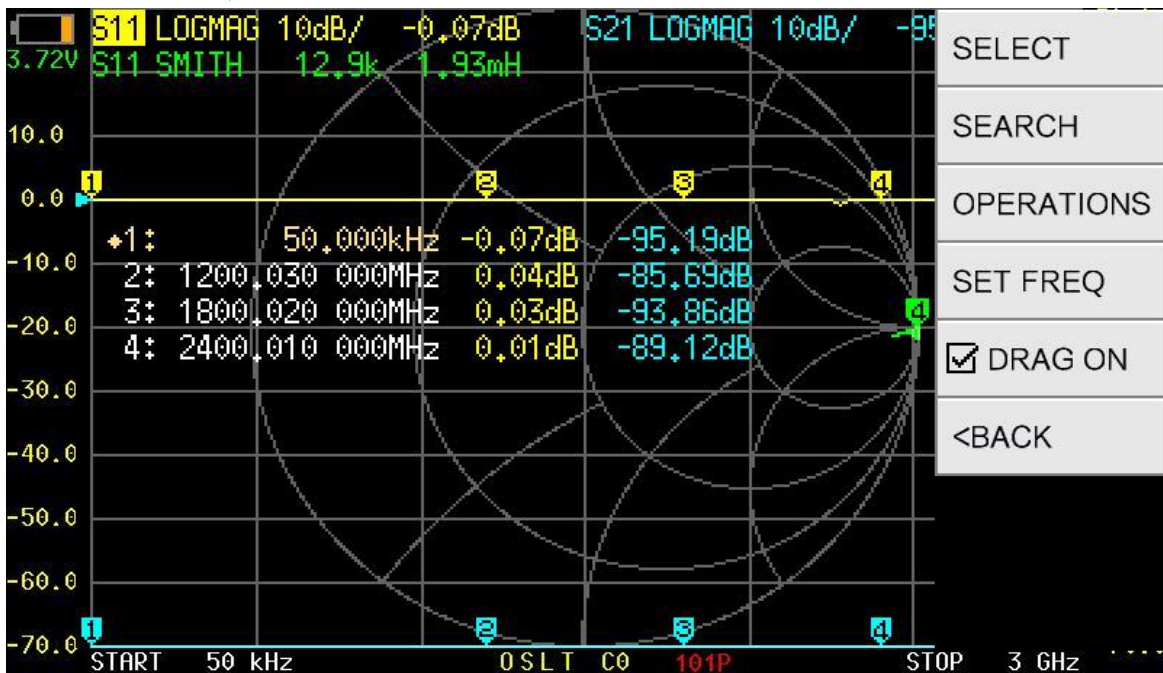 S11 LOGMAG 10dB/ -0.07dB S21 LOGMAG 10dB/ -95
3.72V S11 SMITH 12.9k 1.93mH
SELECT
SEARCH
OPERATIONS
SET FREQ
DRAG ON
<BACK
10.0
0.0
-10.0
-20.0
-30.0
-40.0
-50.0
-60.0
-70.0
1 2 3 4
1: 50.000kHz -0.07dB -95.19dB
2: 1200.030 000MHz 0.04dB -85.69dB
3: 1800.020 000MHz 0.03dB -93.86dB
4: 2400.010 000MHz 0.01dB -89.12dB
4
1 2 3 4
START 50 kHz OSLT C0 101P STOP 3 GHz